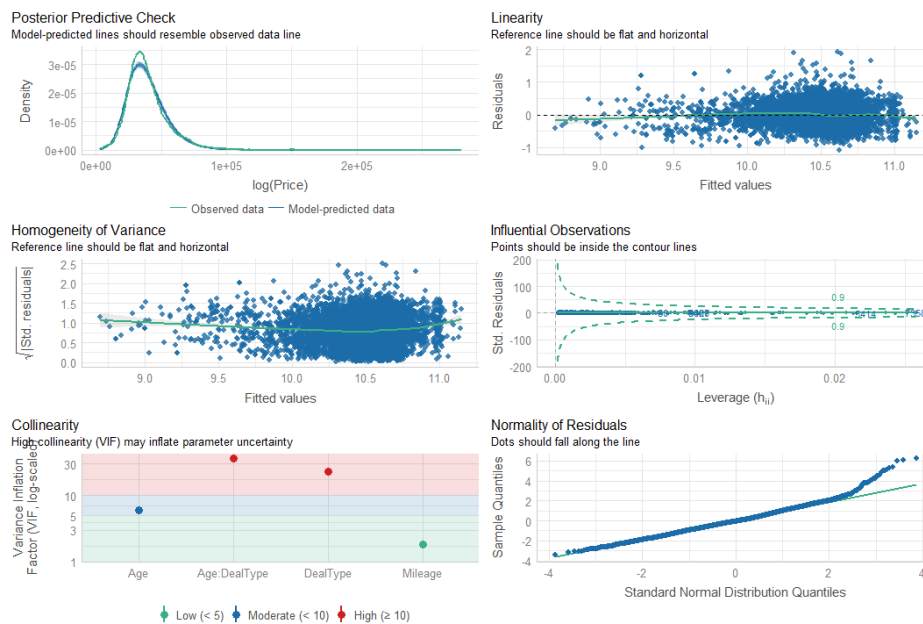 Posterior Predictive Check
Model-predicted lines should resemble observed data line
Density
3e-05
2e-05
1e-05
0e+00
0e+00 1e+05 2e+05
log(Price)
Observed data Model-predicted data
Linearity
Reference line should be flat and horizontal
Residuals
2
1
0
-1
9.0 9.5 10.0 10.5 11.0
Fitted values
Homogeneity of Variance
Reference line should be flat and horizontal
√|Std. residuals|
2.5
2.0
1.5
1.0
0.5
0.0
9.0 9.5 10.0 10.5 11.0
Fitted values
Influential Observations
Points should be inside the contour lines
Std. Residuals
200
100
0
-100
-200
0.9
0.9
0.00 0.01 0.02
Leverage (hii)
Collinearity
High collinearity (VIF) may inflate parameter uncertainty
Variance Inflation
Factor (VIF, log-scaled)
30
10
5
3
1
Age Age:DealType DealType Mileage
Low (< 5) Moderate (< 10) High (≥ 10)
Normality of Residuals
Dots should fall along the line
Sample Quantiles
6
4
2
0
-2
-4
-4 -2 0 2 4
Standard Normal Distribution Quantiles